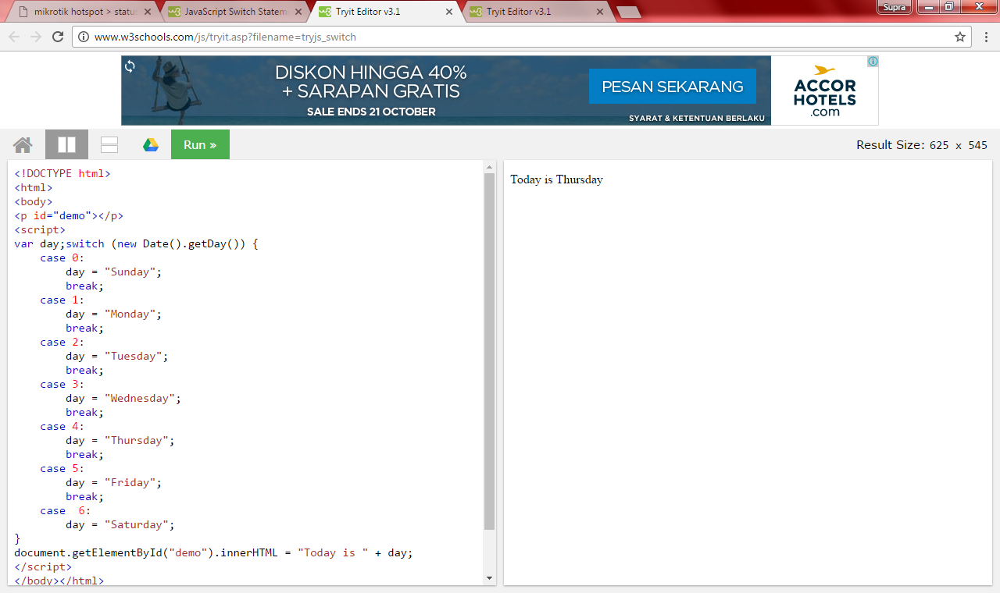 mikrotik hotspot > status
JavaScript Switch Stateme
Tryit Editor v3.1
Tryit Editor v3.1
Supra
www.w3schools.com/js/tryit.asp?filename=tryjs_switch
DISKON HINGGA 40%
+ SARAPAN GRATIS
SALE ENDS 21 OCTOBER
PESAN SEKARANG
SYARAT & KETENTUAN BERLAKU
ACCOR
HOTELS
.com
Run »
Result Size: 625 x 545
<!DOCTYPE html>
<html>
<body>
<p id="demo"></p>
<script>
var day;switch (new Date().getDay()) {
    case 0:
        day = "Sunday";
        break;
    case 1:
        day = "Monday";
        break;
    case 2:
        day = "Tuesday";
        break;
    case 3:
        day = "Wednesday";
        break;
    case 4:
        day = "Thursday";
        break;
    case 5:
        day = "Friday";
        break;
    case  6:
        day = "Saturday";
}
document.getElementById("demo").innerHTML = "Today is " + day;
</script>
</body></html>
Today is Thursday